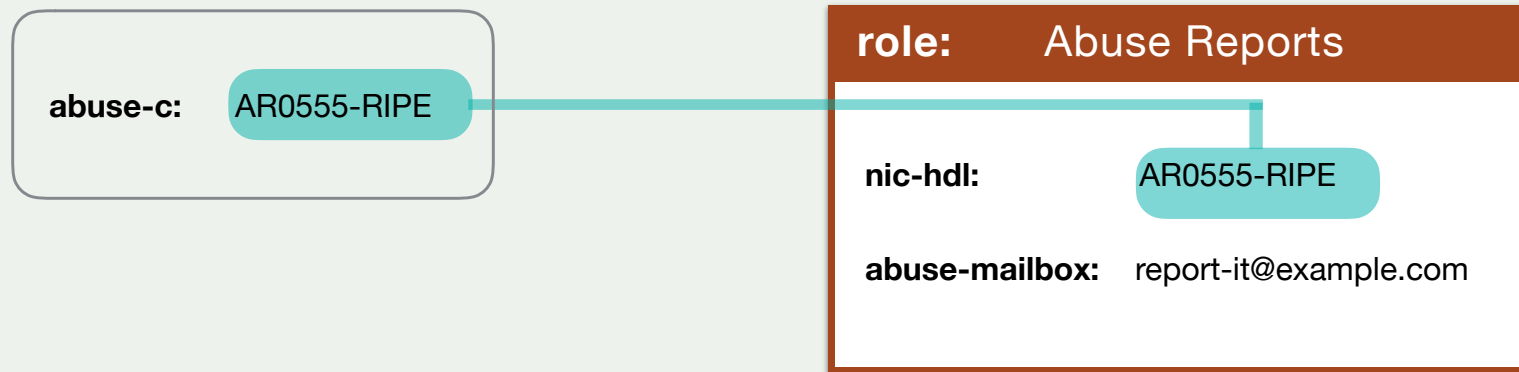 abuse-c: AR0555-RIPE
role: Abuse Reports
nic-hdl: AR0555-RIPE
abuse-mailbox: report-it@example.com